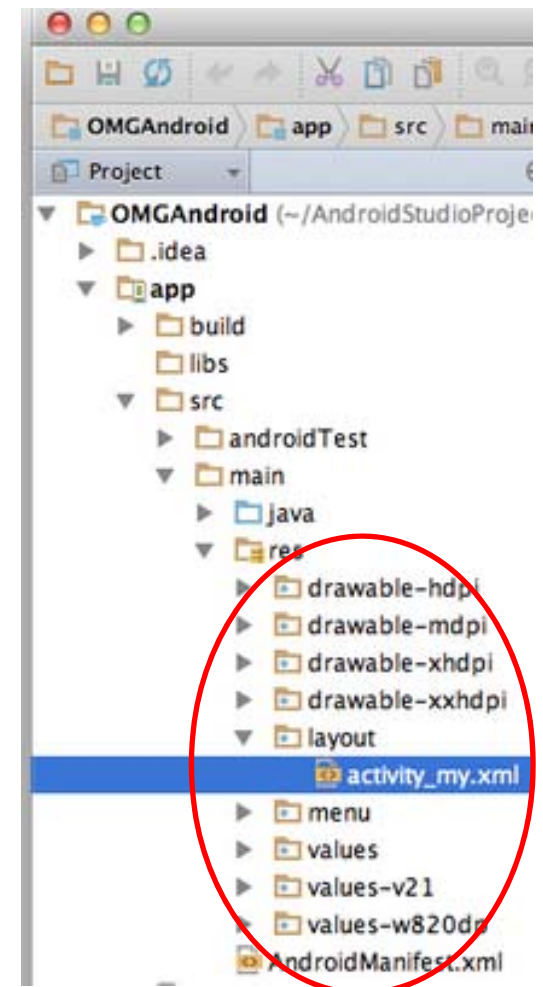 OMGAndroid app src main
Project
OMGAndroid (~/AndroidStudioProje
.idea
app
build
libs
src
androidTest
main
java
res
drawable-hdpi
drawable-mdpi
drawable-xhdpi
drawable-xxhdpi
layout
activity_my.xml
menu
values
values-v21
values-w820dp
AndroidManifest.xml